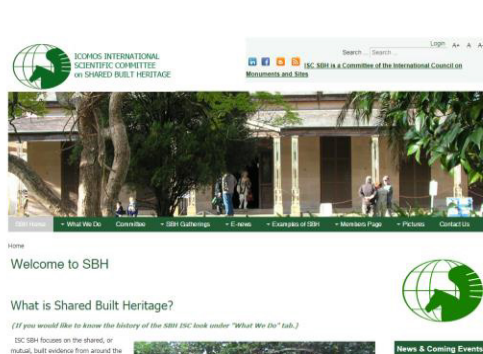 ICOMOS INTERNATIONAL
SCIENTIFIC COMMITTEE
on SHARED BUILT HERITAGE
Login A+ A A-
Search ... Search ...
ISC SBH is a Committee of the International Council on
Monuments and Sites
SBH Home What We Do Committee SBH Gatherings E-news Examples of SBH Members Page Pictures Contact Us
Home
Welcome to SBH
What is Shared Built Heritage?
(If you would like to know the history of the SBH ISC look under "What We Do" tab.)
ISC SBH focuses on the shared, or
mutual, built evidence from around the
News & Coming Events